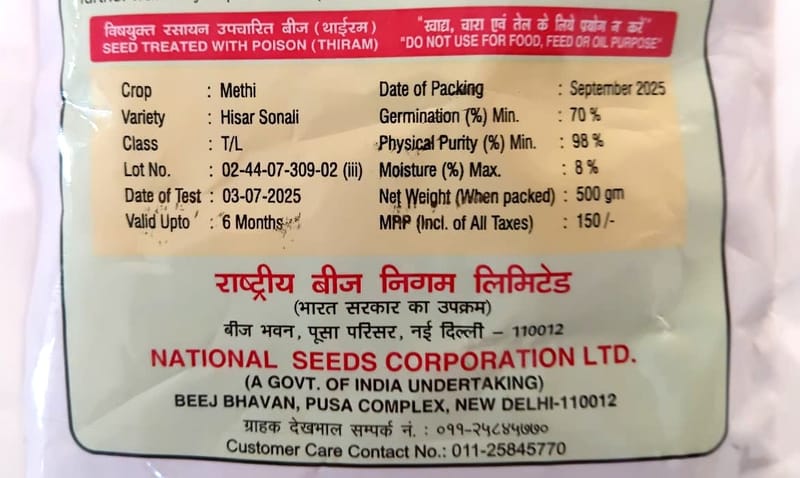 विषयुक्त रसायन उपचारित बीज (थाईरम)
SEED TREATED WITH POISON (THIRAM)
"खाद्य, चारा एवं तेल के लिये प्रयोग न करें"
"DO NOT USE FOR FOOD, FEED OR OIL PURPOSE"
Crop : Methi
Variety : Hisar Sonali
Class : T/L
Lot No. : 02-44-07-309-02 (iii)
Date of Test : 03-07-2025
Valid Upto : 6 Months
Date of Packing : September 2025
Germination (%) Min. : 70 %
Physical Purity (%) Min. : 98 %
Moisture (%) Max. : 8 %
Net Weight (When packed) : 500 gm
MRP (Incl. of All Taxes) : 150/-
राष्ट्रीय बीज निगम लिमिटेड
(भारत सरकार का उपक्रम)
बीज भवन, पूसा परिसर, नई दिल्ली – 110012
NATIONAL SEEDS CORPORATION LTD.
(A GOVT. OF INDIA UNDERTAKING)
BEEJ BHAVAN, PUSA COMPLEX, NEW DELHI-110012
ग्राहक देखभाल सम्पर्क नं. : ०११-२५८४५७७०
Customer Care Contact No.: 011-25845770